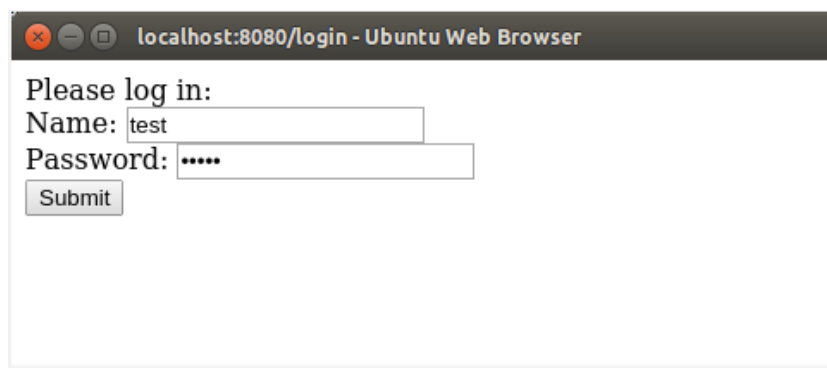 localhost:8080/login - Ubuntu Web Browser
Please log in:
Name: test
Password: •••••
Submit